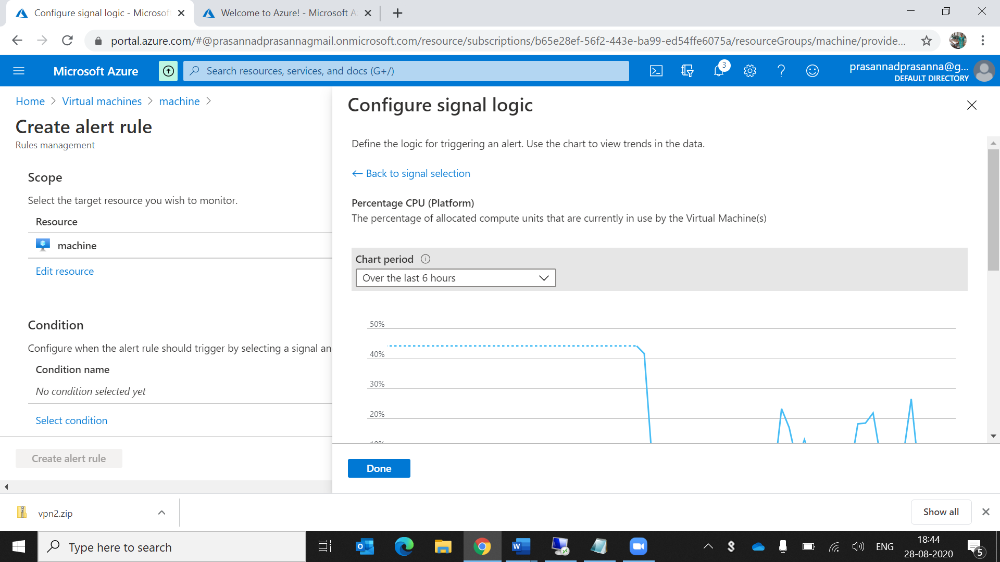 Configure signal logic - Microsof
Welcome to Azure! - Microsoft A
portal.azure.com/#@prasannadprasannagmail.onmicrosoft.com/resource/subscriptions/b65e28ef-56f2-443e-ba99-ed54ffe6075a/resourceGroups/machine/provide...
Microsoft Azure
Search resources, services, and docs (G+/)
3
prasannadprasanna@g...
DEFAULT DIRECTORY
Home > Virtual machines > machine >
Create alert rule
Rules management
Scope
Select the target resource you wish to monitor.
Resource
machine
Edit resource
Condition
Configure when the alert rule should trigger by selecting a signal an
Condition name
No condition selected yet
Select condition
Create alert rule
Configure signal logic
Define the logic for triggering an alert. Use the chart to view trends in the data.
← Back to signal selection
Percentage CPU (Platform)
The percentage of allocated compute units that are currently in use by the Virtual Machine(s)
Chart period
Over the last 6 hours
50%
40%
30%
20%
Done
vpn2.zip
Show all
Type here to search
ENG
18:44
28-08-2020
5